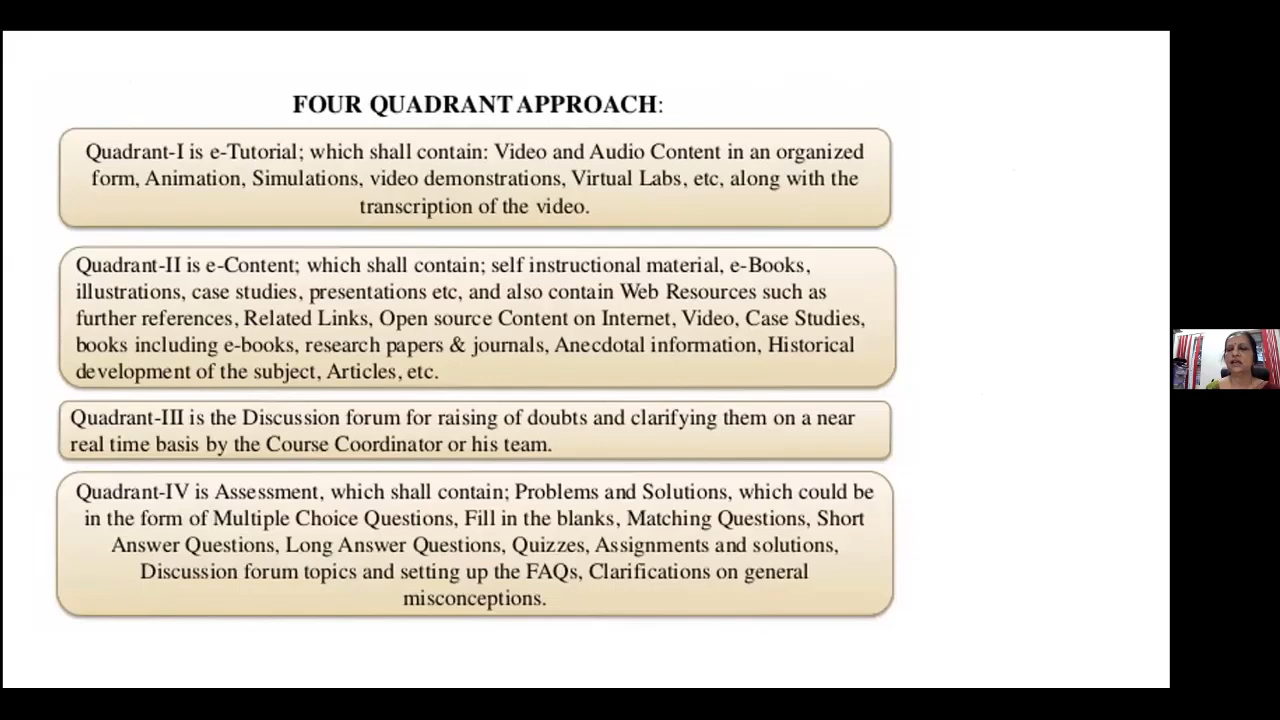 FOUR QUADRANT APPROACH:
Quadrant-I is e-Tutorial; which shall contain: Video and Audio Content in an organized
form, Animation, Simulations, video demonstrations, Virtual Labs, etc, along with the
transcription of the video.
Quadrant-II is e-Content; which shall contain; self instructional material, e-Books,
illustrations, case studies, presentations etc, and also contain Web Resources such as
further references, Related Links, Open source Content on Internet, Video, Case Studies,
books including e-books, research papers & journals, Anecdotal information, Historical
development of the subject, Articles, etc.
Quadrant-III is the Discussion forum for raising of doubts and clarifying them on a near
real time basis by the Course Coordinator or his team.
Quadrant-IV is Assessment, which shall contain; Problems and Solutions, which could be
in the form of Multiple Choice Questions, Fill in the blanks, Matching Questions, Short
Answer Questions, Long Answer Questions, Quizzes, Assignments and solutions,
Discussion forum topics and setting up the FAQs, Clarifications on general
misconceptions.